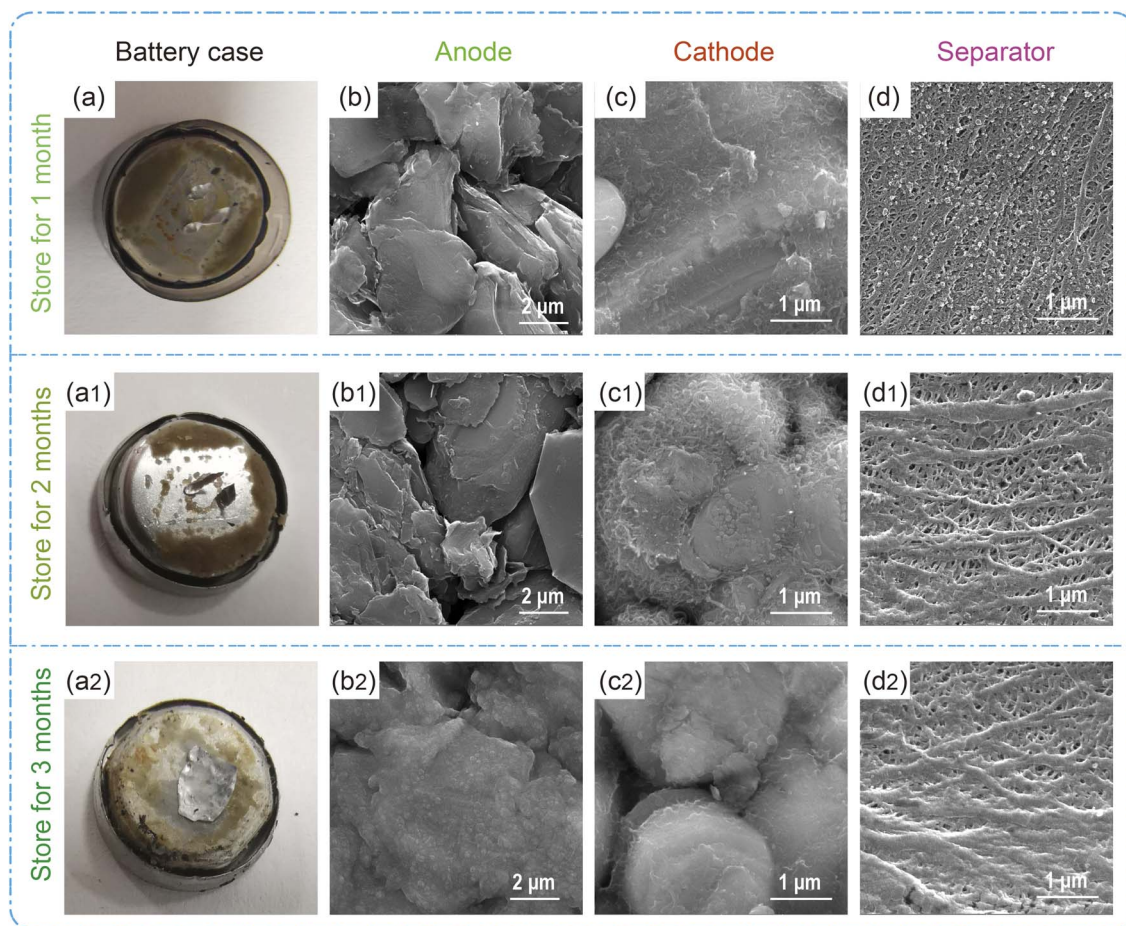 Battery case Anode Cathode Separator
Store for 1 month
(a) (b) (c) (d)
2 µm 1 µm 1 µm
Store for 2 months
(a1) (b1) (c1) (d1)
2 µm 1 µm 1 µm
Store for 3 months
(a2) (b2) (c2) (d2)
2 µm 1 µm 1 µm